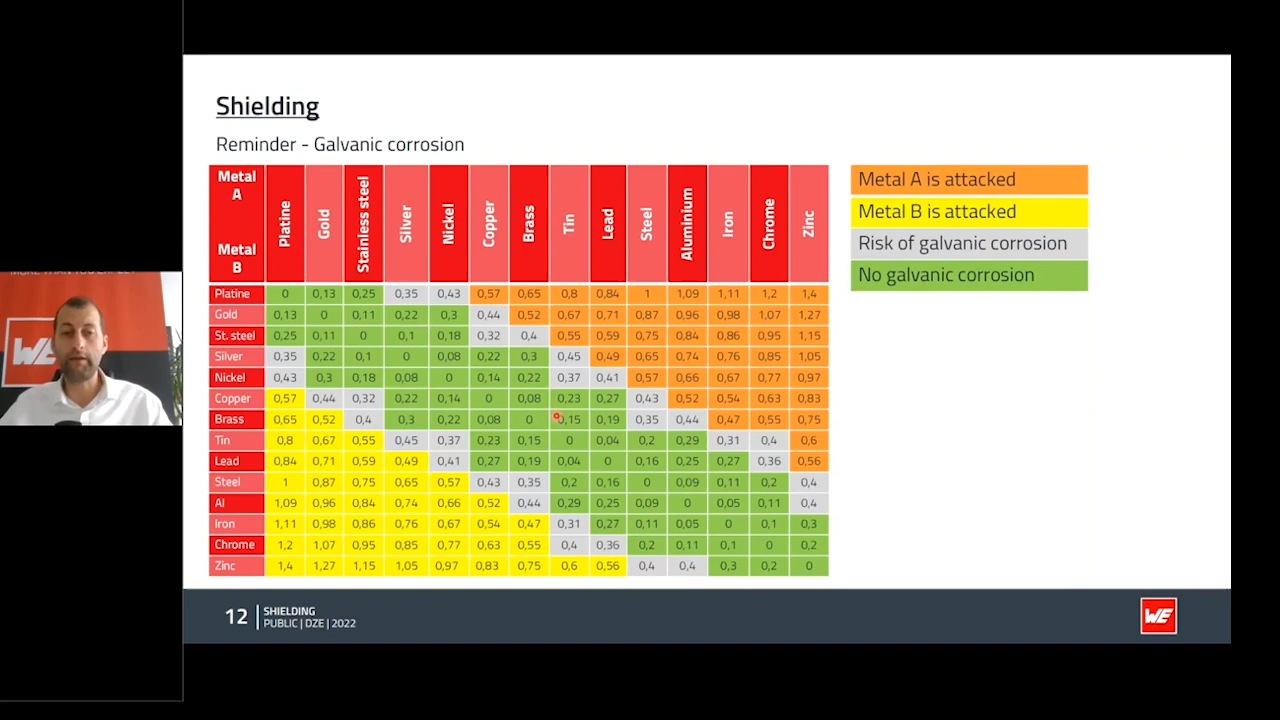 Shielding
Reminder - Galvanic corrosion
Metal A
Metal B
Platine Gold Stainless steel Silver Nickel Copper Brass Tin Lead Steel Aluminium Iron Chrome Zinc
Platine 0 0,13 0,25 0,35 0,43 0,57 0,65 0,8 0,84 1 1,09 1,11 1,2 1,4
Gold 0,13 0 0,11 0,22 0,3 0,44 0,52 0,67 0,71 0,87 0,96 0,98 1,07 1,27
St. steel 0,25 0,11 0 0,1 0,18 0,32 0,4 0,55 0,59 0,75 0,84 0,86 0,95 1,15
Silver 0,35 0,22 0,1 0 0,08 0,22 0,3 0,45 0,49 0,65 0,74 0,76 0,85 1,05
Nickel 0,43 0,3 0,18 0,08 0 0,14 0,22 0,37 0,41 0,57 0,66 0,67 0,77 0,97
Copper 0,57 0,44 0,32 0,22 0,14 0 0,08 0,23 0,27 0,43 0,52 0,54 0,63 0,83
Brass 0,65 0,52 0,4 0,3 0,22 0,08 0 0,15 0,19 0,35 0,44 0,47 0,55 0,75
Tin 0,8 0,67 0,55 0,45 0,37 0,23 0,15 0 0,04 0,2 0,29 0,31 0,4 0,6
Lead 0,84 0,71 0,59 0,49 0,41 0,27 0,19 0,04 0 0,16 0,25 0,27 0,36 0,56
Steel 1 0,87 0,75 0,65 0,57 0,43 0,35 0,2 0,16 0 0,09 0,11 0,2 0,4
Al 1,09 0,96 0,84 0,74 0,66 0,52 0,44 0,29 0,25 0,09 0 0,05 0,11 0,4
Iron 1,11 0,98 0,86 0,76 0,67 0,54 0,47 0,31 0,27 0,11 0,05 0 0,1 0,3
Chrome 1,2 1,07 0,95 0,85 0,77 0,63 0,55 0,4 0,36 0,2 0,11 0,1 0 0,2
Zinc 1,4 1,27 1,15 1,05 0,97 0,83 0,75 0,6 0,56 0,4 0,4 0,3 0,2 0
Metal A is attacked
Metal B is attacked
Risk of galvanic corrosion
No galvanic corrosion
MORE THAN YOU EXPECT
WE
12
SHIELDING
PUBLIC | DZE | 2022
WE